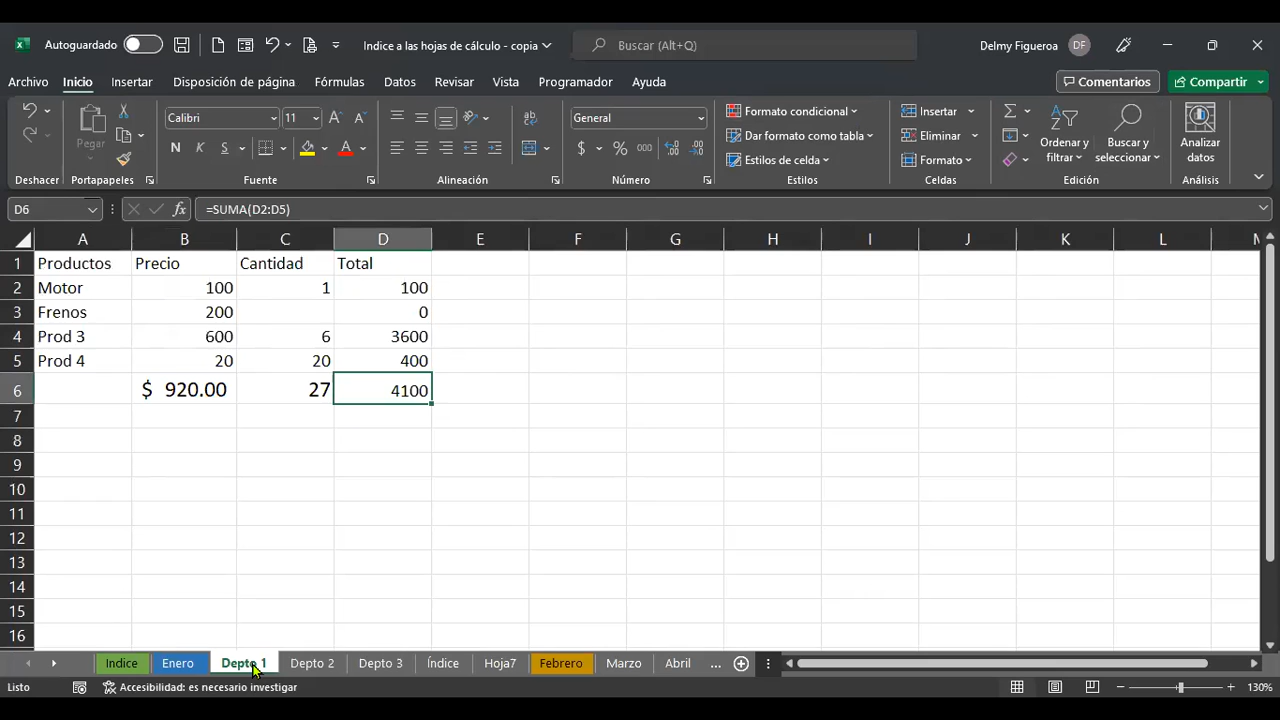 Autoguardado
Indice a las hojas de cálculo - copia
Buscar (Alt+Q)
Delmy Figueroa DF
Archivo Inicio Insertar Disposición de página Fórmulas Datos Revisar Vista Programador Ayuda
Comentarios Compartir
Pegar
Calibri 11
N K S
General
$ % 000
Formato condicional
Dar formato como tabla
Estilos de celda
Insertar
Eliminar
Formato
Ordenar y filtrar
Buscar y seleccionar
Analizar datos
Deshacer Portapapeles Fuente Alineación Número Estilos Celdas Edición Análisis
D6 =SUMA(D2:D5)
A B C D E F G H I J K L M
1 Productos Precio Cantidad Total
2 Motor 100 1 100
3 Frenos 200 0
4 Prod 3 600 6 3600
5 Prod 4 20 20 400
6 $ 920.00 27 4100
7
8
9
10
11
12
13
14
15
16
Indice Enero Depto 1 Depto 2 Depto 3 Índice Hoja7 Febrero Marzo Abril ...
Listo Accesibilidad: es necesario investigar 130%